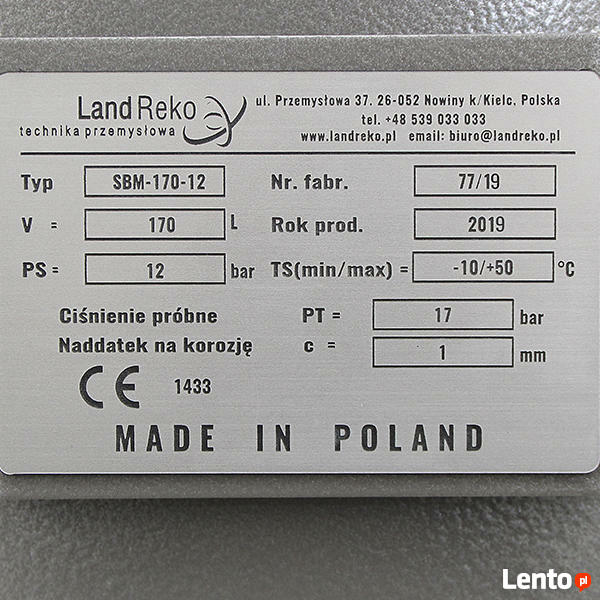 Land Reko
technika przemysłowa
ul. Przemysłowa 37. 26-052 Nowiny k/Kielc, Polska
tel. +48 539 033 033
www.landreko.pl email: biuro@landreko.pl
Typ SBM-170-12 Nr. fabr. 77/19
V = 170 L Rok prod. 2019
PS = 12 bar TS(min/max) = -10/+50 °C
Ciśnienie próbne PT = 17 bar
Naddatek na korozję c = 1 mm
CE 1433
MADE IN POLAND
Lento.pl